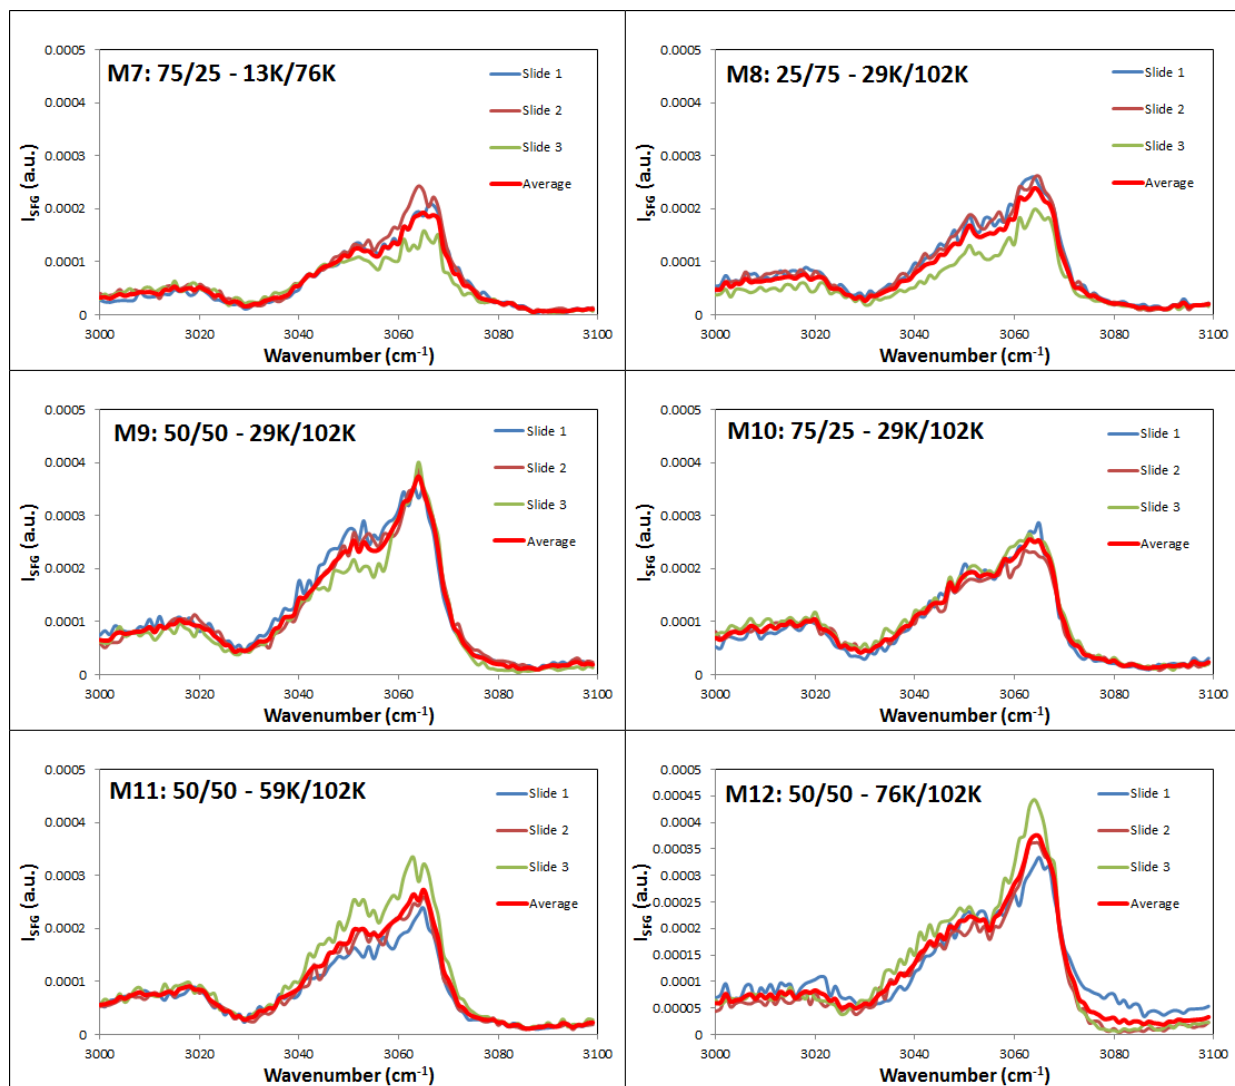 M7: 75/25 - 13K/76K
0.0005
0.0004
0.0003
0.0002
0.0001
0
I_SFG (a.u.)
Slide 1
Slide 2
Slide 3
Average
3000 3020 3040 3060 3080 3100
Wavenumber (cm⁻¹)
M8: 25/75 - 29K/102K
0.0005
0.0004
0.0003
0.0002
0.0001
0
I_SFG (a.u.)
Slide 1
Slide 2
Slide 3
Average
3000 3020 3040 3060 3080 3100
Wavenumber (cm⁻¹)
M9: 50/50 - 29K/102K
0.0005
0.0004
0.0003
0.0002
0.0001
0
I_SFG (a.u.)
Slide 1
Slide 2
Slide 3
Average
3000 3020 3040 3060 3080 3100
Wavenumber (cm⁻¹)
M10: 75/25 - 29K/102K
0.0005
0.0004
0.0003
0.0002
0.0001
0
I_SFG (a.u.)
Slide 1
Slide 2
Slide 3
Average
3000 3020 3040 3060 3080 3100
Wavenumber (cm⁻¹)
M11: 50/50 - 59K/102K
0.0005
0.0004
0.0003
0.0002
0.0001
0
I_SFG (a.u.)
Slide 1
Slide 2
Slide 3
Average
3000 3020 3040 3060 3080 3100
Wavenumber (cm⁻¹)
M12: 50/50 - 76K/102K
0.0005
0.00045
0.0004
0.00035
0.0003
0.00025
0.0002
0.00015
0.0001
0.00005
0
I_SFG (a.u.)
Slide 1
Slide 2
Slide 3
Average
3000 3020 3040 3060 3080 3100
Wavenumber (cm⁻¹)